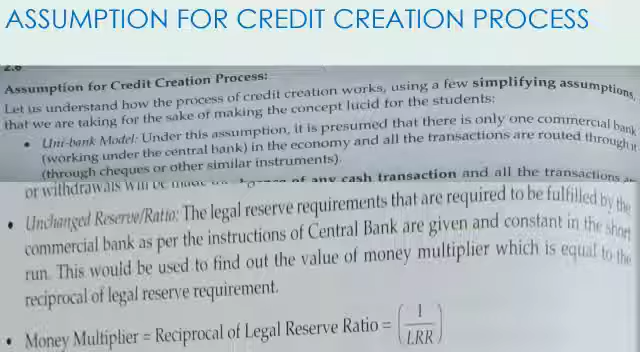 ASSUMPTION FOR CREDIT CREATION PROCESS
2.6
Assumption for Credit Creation Process:
Let us understand how the process of credit creation works, using a few simplifying assumptions,
that we are taking for the sake of making the concept lucid for the students:
• Uni-bank Model: Under this assumption, it is presumed that there is only one commercial bank
(working under the central bank) in the economy and all the transactions are routed through it
(through cheques or other similar instruments).
or withdrawals will be of any cash transaction and all the transactions
• Unchanged Reserve/Ratio: The legal reserve requirements that are required to be fulfilled by the
commercial bank as per the instructions of Central Bank are given and constant in the short
run. This would be used to find out the value of money multiplier which is equal to the
reciprocal of legal reserve requirement.
• Money Multiplier = Reciprocal of Legal Reserve Ratio = (1/LRR)